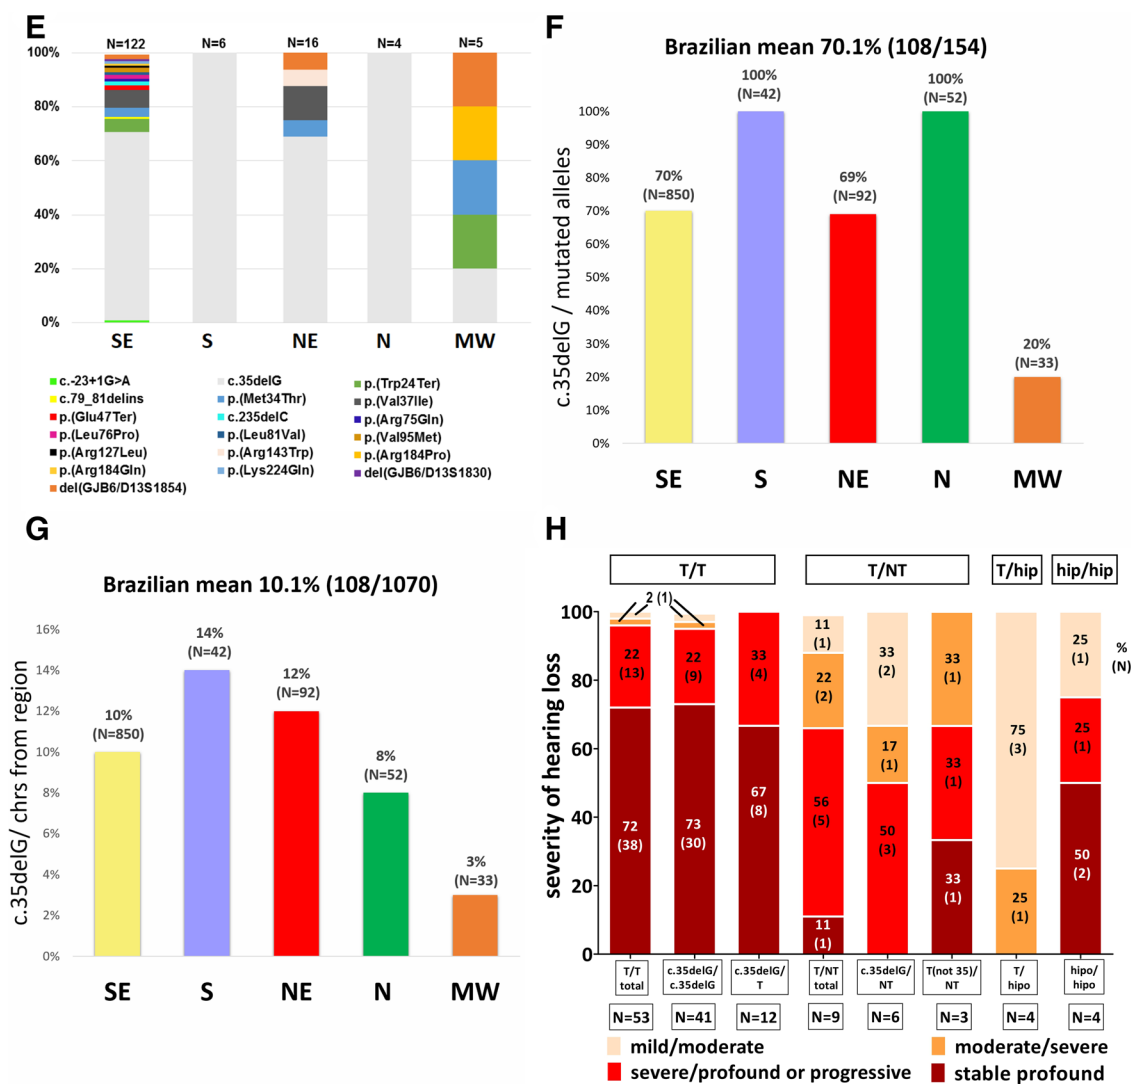 E
N=122
N=6
N=16
N=4
N=5
100%
80%
60%
40%
20%
0%
SE
S
NE
N
MW
c.-23+1G>A
c.35delG
p.(Trp24Ter)
c.79_81delins
p.(Met34Thr)
p.(Val37Ile)
p.(Glu47Ter)
c.235delC
p.(Arg75Gln)
p.(Leu76Pro)
p.(Leu81Val)
p.(Val95Met)
p.(Arg127Leu)
p.(Arg143Trp)
p.(Arg184Pro)
p.(Arg184Gln)
p.(Lys224Gln)
del(GJB6/D13S1830)
del(GJB6/D13S1854)
F
Brazilian mean 70.1% (108/154)
c.35delG / mutated alleles
100%
90%
80%
70%
60%
50%
40%
30%
20%
10%
0%
70%
(N=850)
100%
(N=42)
69%
(N=92)
100%
(N=52)
20%
(N=33)
SE
S
NE
N
MW
G
Brazilian mean 10.1% (108/1070)
c.35delG/ chrs from region
16%
14%
12%
10%
8%
6%
4%
2%
0%
10%
(N=850)
14%
(N=42)
12%
(N=92)
8%
(N=52)
3%
(N=33)
SE
S
NE
N
MW
H
T/T
T/NT
T/hip
hip/hip
severity of hearing loss
100
80
60
40
20
0
2 (1)
22
(13)
72
(38)
22
(9)
73
(30)
33
(4)
67
(8)
11
(1)
22
(2)
56
(5)
11
(1)
33
(2)
17
(1)
50
(3)
33
(1)
33
(1)
33
(1)
75
(3)
25
(1)
25
(1)
25
(1)
50
(2)
%
(N)
T/T
total
c.35delG/
c.35delG
c.35delG/
T
T/NT
total
c.35delG/
NT
T(not 35)/
NT
T/
hipo
hipo/
hipo
N=53
N=41
N=12
N=9
N=6
N=3
N=4
N=4
mild/moderate
moderate/severe
severe/profound or progressive
stable profound